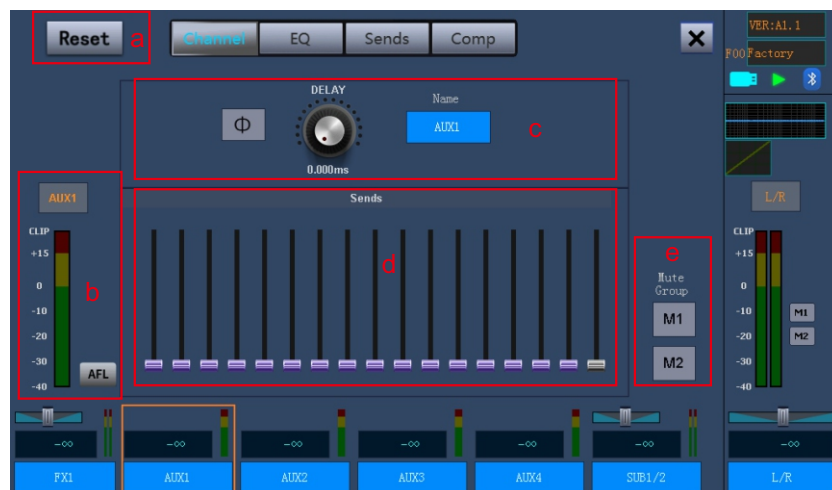 Reset a Channel EQ Sends Comp
VER:A1.1
F00 Factory
DELAY
Name
Φ
AUX1
c
0.000ms
AUX1
L/R
Sends
CLIP
+15
0
-10
-20
-30
-40
b
AFL
d
e
Mute
Group
M1
M2
CLIP
+15
0
-10
-20
-30
-40
M1
M2
-∞ -∞ -∞ -∞ -∞ -∞ -∞
FX1 AUX1 AUX2 AUX3 AUX4 SUB1/2 L/R